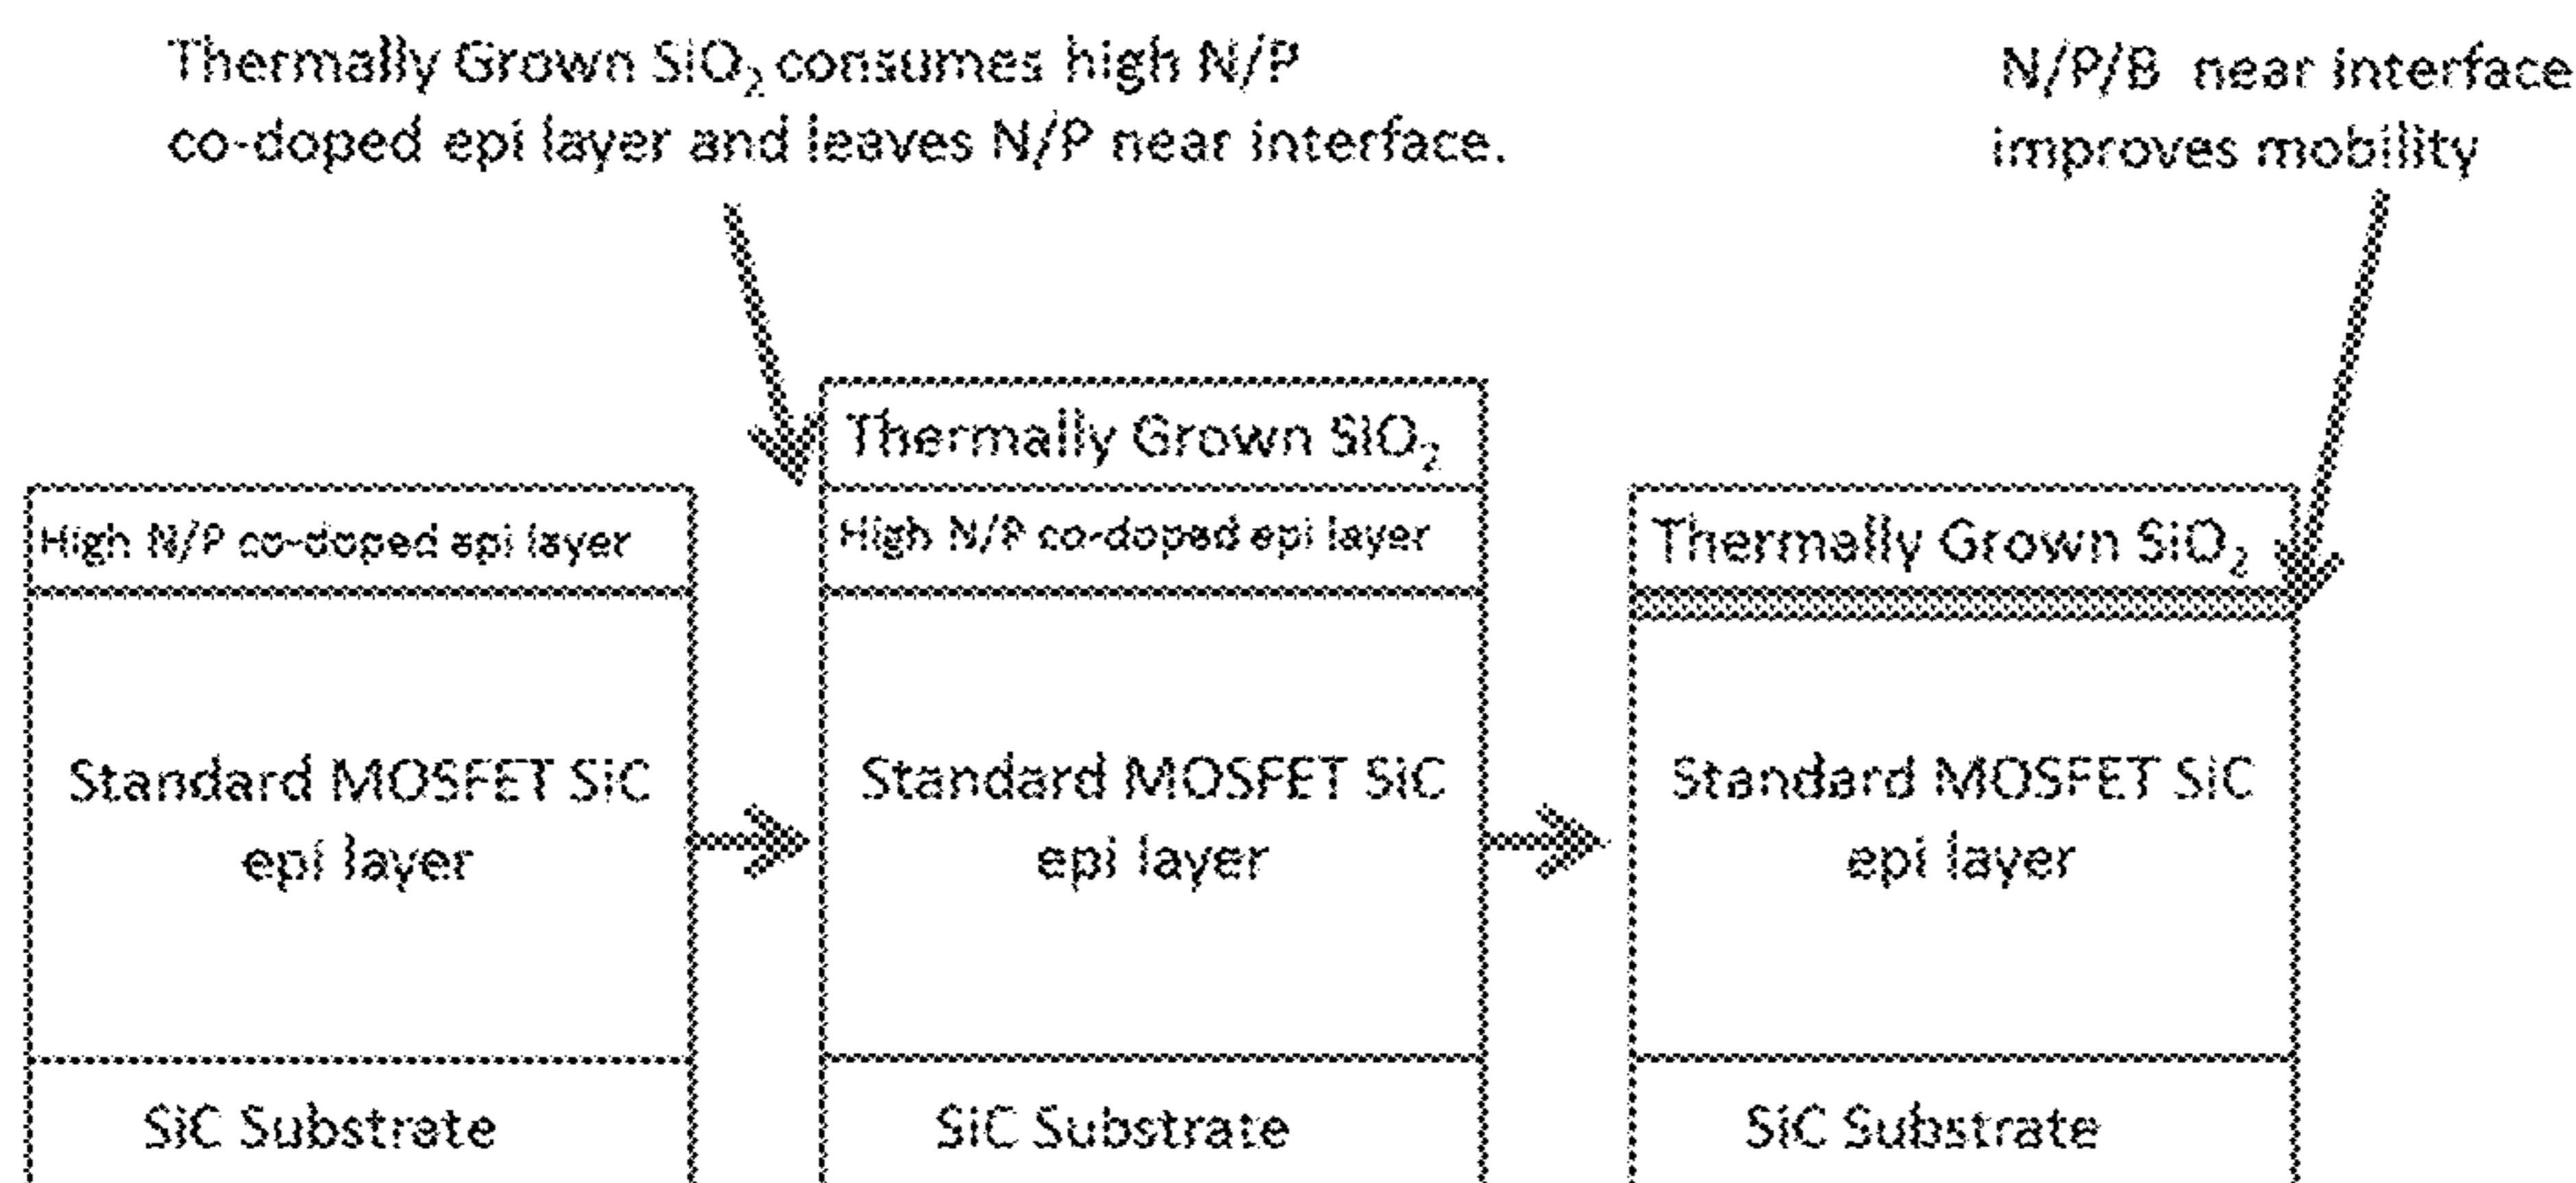 Thermally Grown SiO₂ consumes high N/P
co-doped epi layer and leaves N/P near interface.
N/P/B near interface
improves mobility
High N/P co-doped epi layer
Standard MOSFET SiC
epi layer
SiC Substrate
Thermally Grown SiO₂
High N/P co-doped epi layer
Standard MOSFET SiC
epi layer
SiC Substrate
Thermally Grown SiO₂
Standard MOSFET SiC
epi layer
SiC Substrate